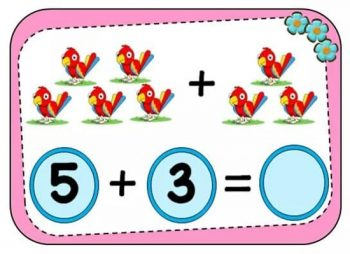 +
5 + 3 =